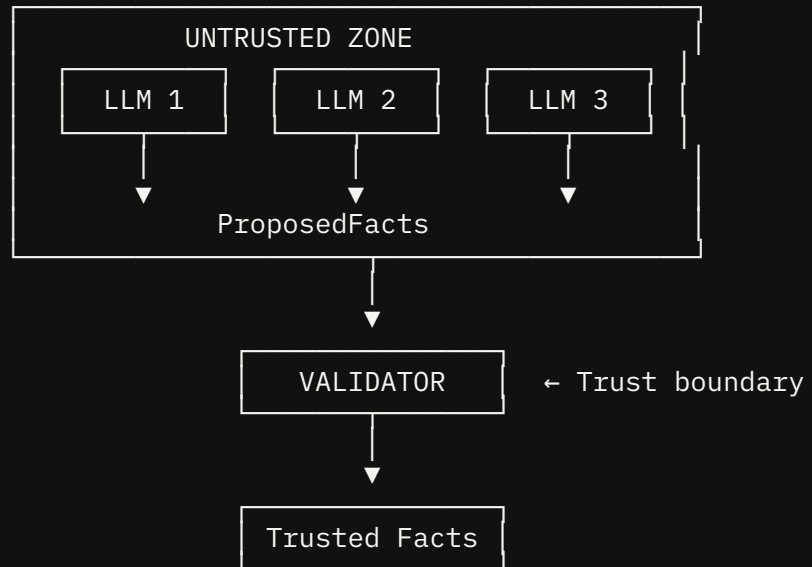 UNTRUSTED ZONE
LLM 1 LLM 2 LLM 3
ProposedFacts
VALIDATOR ← Trust boundary
Trusted Facts